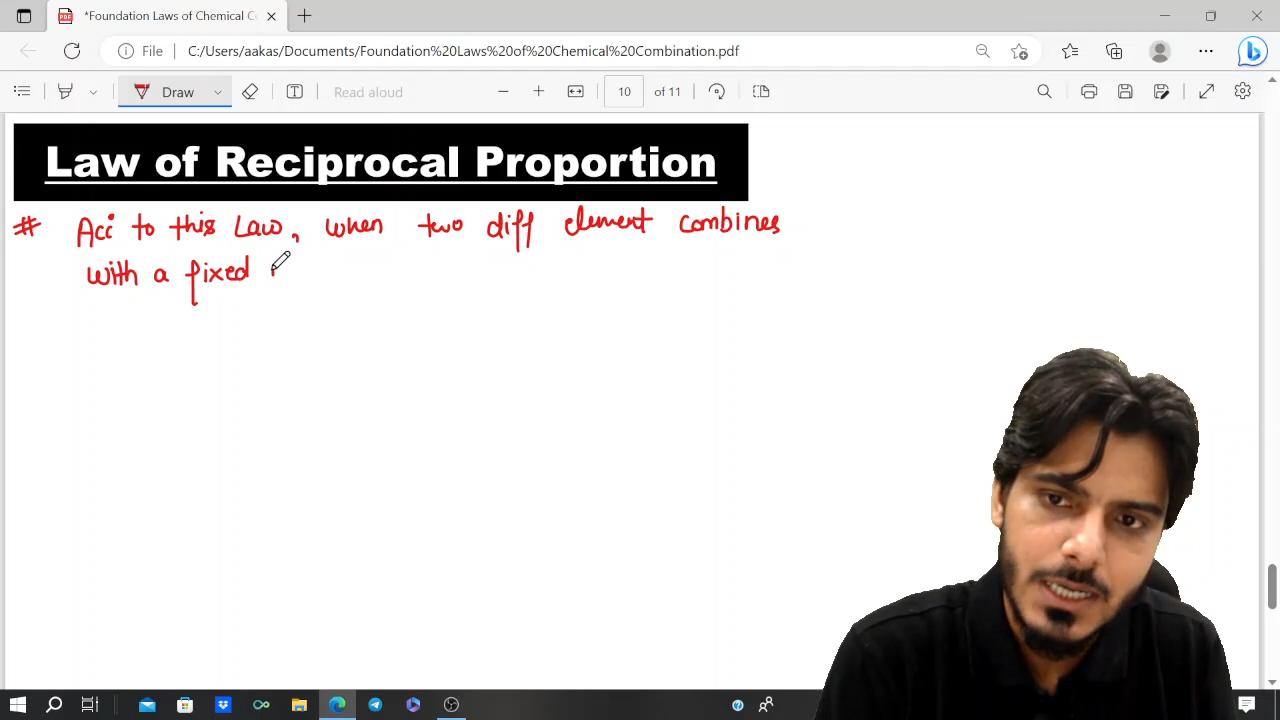 *Foundation Laws of Chemical C
File C:/Users/aakas/Documents/Foundation%20Laws%20of%20Chemical%20Combination.pdf
Draw Read aloud 10 of 11
Law of Reciprocal Proportion
# Acc to this Law, when two diff element combines
with a fixed